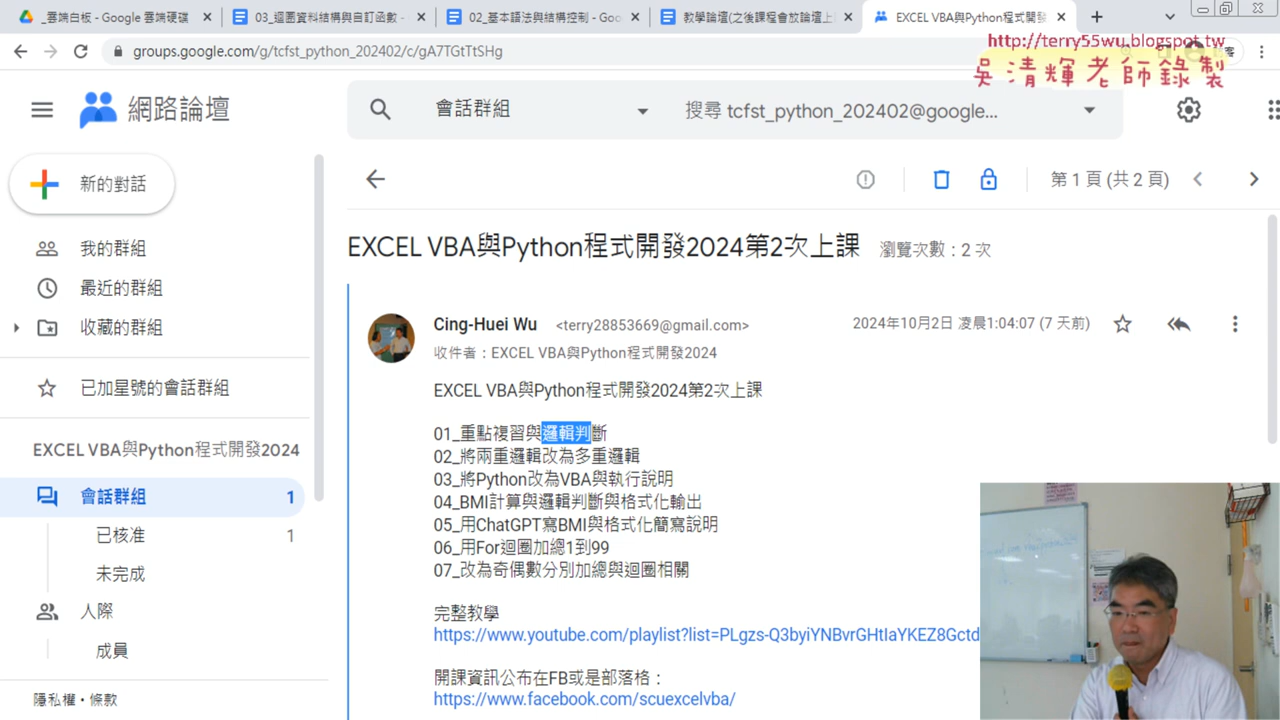 _雲端白板 - Google 雲端硬碟
03_迴圈資料結構與自訂函數 -
02_基本語法與結構控制 - Goo
教學論壇(之後課程會放論壇上
EXCEL VBA與Python程式開發
groups.google.com/g/tcfst_python_202402/c/gA7TGtTtSHg
http://terry55wu.blogspot.tw
吳清輝老師錄製
網路論壇
會話群組
搜尋 tcfst_python_202402@google...
新的對話
第 1 頁 (共 2 頁)
我的群組
最近的群組
收藏的群組
已加星號的會話群組
EXCEL VBA與Python程式開發2024
會話群組 1
已核准 1
未完成
人際
成員
隱私權・條款
EXCEL VBA與Python程式開發2024第2次上課 瀏覽次數：2 次
Cing-Huei Wu <terry28853669@gmail.com> 2024年10月2日 凌晨1:04:07 (7 天前)
收件者：EXCEL VBA與Python程式開發2024
EXCEL VBA與Python程式開發2024第2次上課
01_重點複習與邏輯判斷
02_將兩重邏輯改為多重邏輯
03_將Python改為VBA與執行說明
04_BMI計算與邏輯判斷與格式化輸出
05_用ChatGPT寫BMI與格式化簡寫說明
06_用For迴圈加總1到99
07_改為奇偶數分別加總與迴圈相關
完整教學
https://www.youtube.com/playlist?list=PLgzs-Q3byiYNBvrGHtIaYKEZ8Gctd
開課資訊公布在FB或是部落格：
https://www.facebook.com/scuexcelvba/